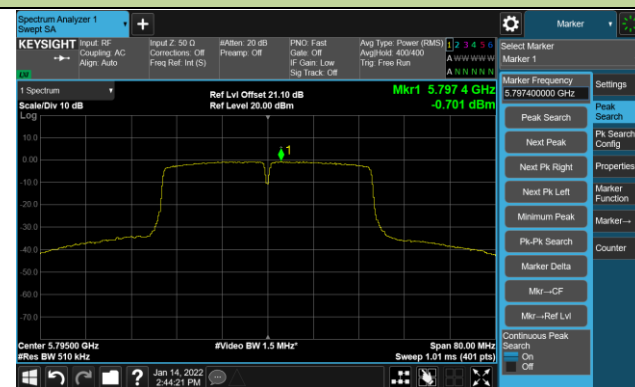 Spectrum Analyzer 1
Swept SA
Marker
KEYSIGHT
Input: RF
Coupling: AC
Align: Auto
Input Z: 50 Ω
Corrections: Off
Freq Ref: Int (S)
#Atten: 20 dB
Preamp: Off
PNO: Fast
Gate: Off
IF Gain: Low
Sig Track: Off
Avg Type: Power (RMS)
Avg|Hold: 400/400
Trig: Free Run
1 2 3 4 5 6
A W W W W W
A N N N N N
Select Marker
Marker 1
1 Spectrum
Scale/Div 10 dB
Log
Ref Lvl Offset 21.10 dB
Ref Level 20.00 dBm
Mkr1 5.797 4 GHz
-0.701 dBm
1
10.0
0.00
-10.0
-20.0
-30.0
-40.0
-50.0
-60.0
-70.0
Center 5.79500 GHz
#Res BW 510 kHz
#Video BW 1.5 MHz*
Span 80.00 MHz
Sweep 1.01 ms (401 pts)
Marker Frequency
5.797400000 GHz
Peak Search
Next Peak
Next Pk Right
Next Pk Left
Minimum Peak
Pk-Pk Search
Marker Delta
Mkr→CF
Mkr→Ref Lvl
Continuous Peak
Search
On
Off
Settings
Peak
Search
Pk Search
Config
Properties
Marker
Function
Marker→
Counter
Jan 14, 2022
2:44:21 PM